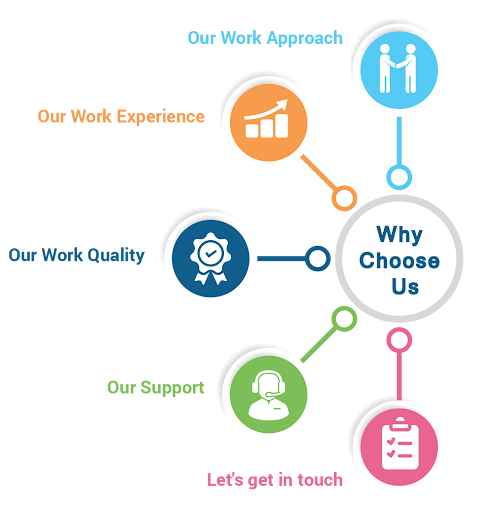 Our Work Approach
Our Work Experience
Why
Choose
Us
Our Work Quality
Our Support
Let's get in touch